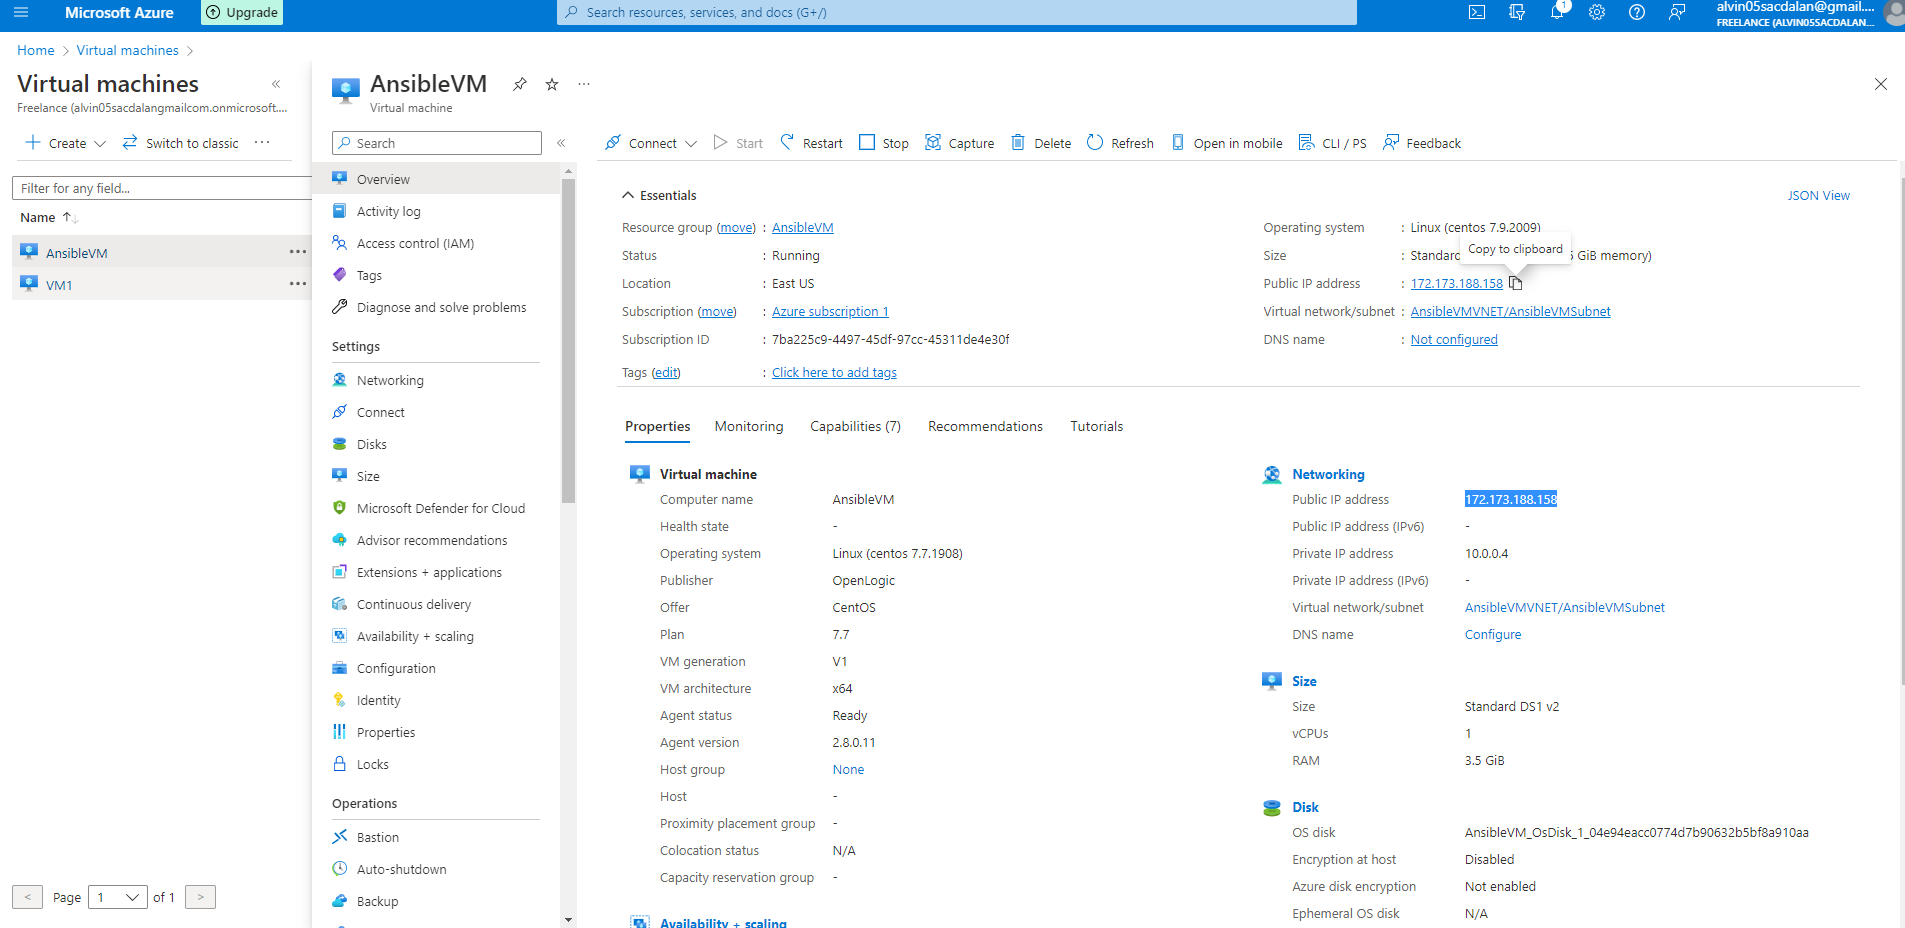 Microsoft Azure
Upgrade
Search resources, services, and docs (G+/)
1
alvin05sacdalan@gmail....
FREELANCE (ALVIN05SACDALAN....
Home > Virtual machines >
Virtual machines
Freelance (alvin05sacdalangmailcom.onmicrosoft....
Create
Switch to classic
Filter for any field...
Name
AnsibleVM
VM1
Page 1 of 1
AnsibleVM
Virtual machine
Search
Overview
Activity log
Access control (IAM)
Tags
Diagnose and solve problems
Settings
Networking
Connect
Disks
Size
Microsoft Defender for Cloud
Advisor recommendations
Extensions + applications
Continuous delivery
Availability + scaling
Configuration
Identity
Properties
Locks
Operations
Bastion
Auto-shutdown
Backup
Connect Start Restart Stop Capture Delete Refresh Open in mobile CLI / PS Feedback
Essentials
JSON View
Resource group (move) : AnsibleVM
Status : Running
Location : East US
Subscription (move) : Azure subscription 1
Subscription ID : 7ba225c9-4497-45df-97cc-45311de4e30f
Tags (edit) : Click here to add tags
Operating system : Linux (centos 7.9.2009)
Copy to clipboard
Size : Standard GiB memory)
Public IP address : 172.173.188.158
Virtual network/subnet : AnsibleVMVNET/AnsibleVMSubnet
DNS name : Not configured
Properties Monitoring Capabilities (7) Recommendations Tutorials
Virtual machine
Computer name AnsibleVM
Health state -
Operating system Linux (centos 7.7.1908)
Publisher OpenLogic
Offer CentOS
Plan 7.7
VM generation V1
VM architecture x64
Agent status Ready
Agent version 2.8.0.11
Host group None
Host -
Proximity placement group -
Colocation status N/A
Capacity reservation group -
Availability + scaling
Networking
Public IP address 172.173.188.158
Public IP address (IPv6) -
Private IP address 10.0.0.4
Private IP address (IPv6) -
Virtual network/subnet AnsibleVMVNET/AnsibleVMSubnet
DNS name Configure
Size
Size Standard DS1 v2
vCPUs 1
RAM 3.5 GiB
Disk
OS disk AnsibleVM_OsDisk_1_04e94eacc0774d7b90632b5bf8a910aa
Encryption at host Disabled
Azure disk encryption Not enabled
Ephemeral OS disk N/A